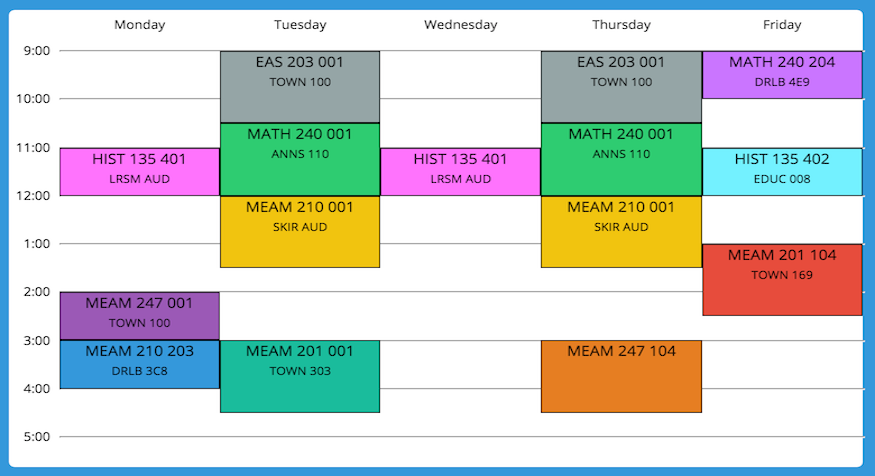 Monday Tuesday Wednesday Thursday Friday
9:00
EAS 203 001 EAS 203 001 MATH 240 204
TOWN 100 TOWN 100 DRLB 4E9
10:00
MATH 240 001 MATH 240 001
11:00
ANNS 110 ANNS 110
HIST 135 401 HIST 135 401 HIST 135 402
LRSM AUD LRSM AUD EDUC 008
12:00
MEAM 210 001 MEAM 210 001
SKIR AUD SKIR AUD
1:00
MEAM 201 104
TOWN 169
2:00
MEAM 247 001
TOWN 100
3:00
MEAM 210 203 MEAM 201 001 MEAM 247 104
DRLB 3C8 TOWN 303
4:00
5:00